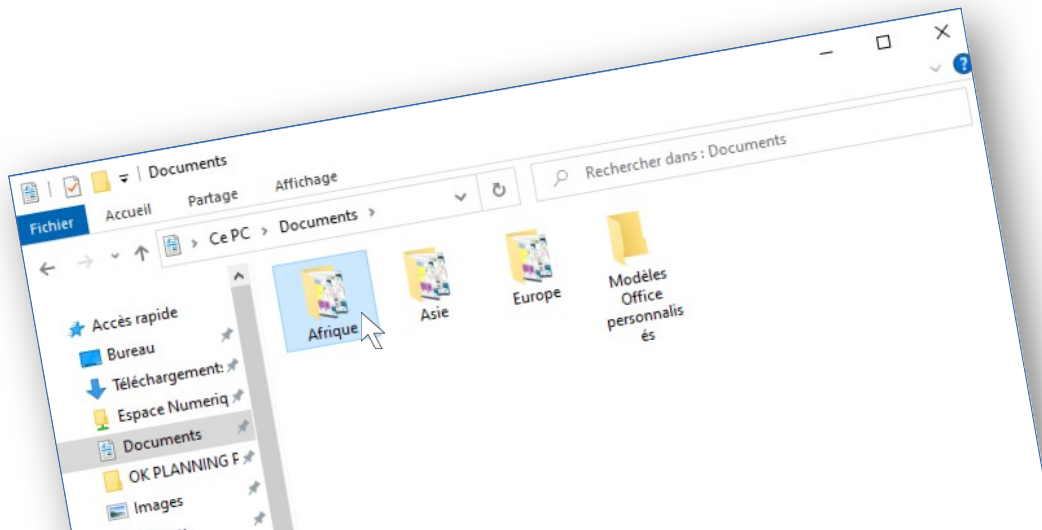 Documents
Fichier
Accueil
Partage
Affichage
?
Ce PC
Documents
Rechercher dans : Documents
Accès rapide
Bureau
Téléchargement
Espace Numeriq
Documents
OK PLANNING F
Images
Afrique
Asie
Europe
Modèles
Office
personnalis
és